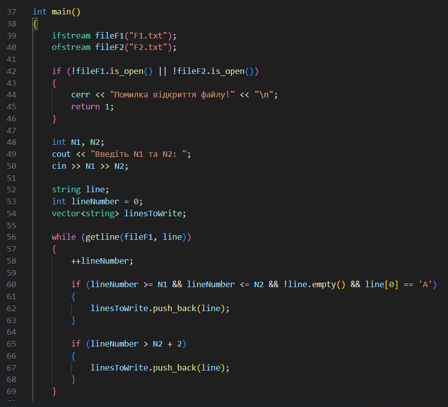 37 int main()
38 {
39     ifstream fileF1("F1.txt");
40     ofstream fileF2("F2.txt");
41
42     if (!fileF1.is_open() || !fileF2.is_open())
43     {
44         cerr << "Помилка відкриття файлу!" << "\n";
45         return 1;
46     }
47
48     int N1, N2;
49     cout << "Введіть N1 та N2: ";
50     cin >> N1 >> N2;
51
52     string line;
53     int lineNumber = 0;
54     vector<string> linesToWrite;
55
56     while (getline(fileF1, line))
57     {
58         ++lineNumber;
59
60         if (lineNumber >= N1 && lineNumber <= N2 && !line.empty() && line[0] == 'A')
61         {
62             linesToWrite.push_back(line);
63         }
64
65         if (lineNumber > N2 + 2)
66         {
67             linesToWrite.push_back(line);
68         }
69     }